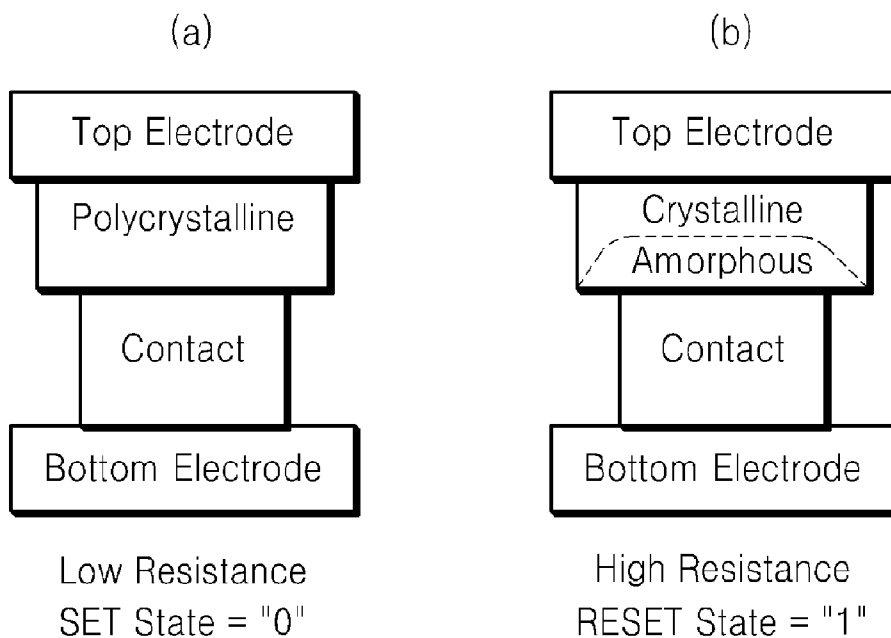 (a)
Top Electrode
Polycrystalline
Contact
Bottom Electrode
Low Resistance
SET State = "0"
(b)
Top Electrode
Crystalline
Amorphous
Contact
Bottom Electrode
High Resistance
RESET State = "1"